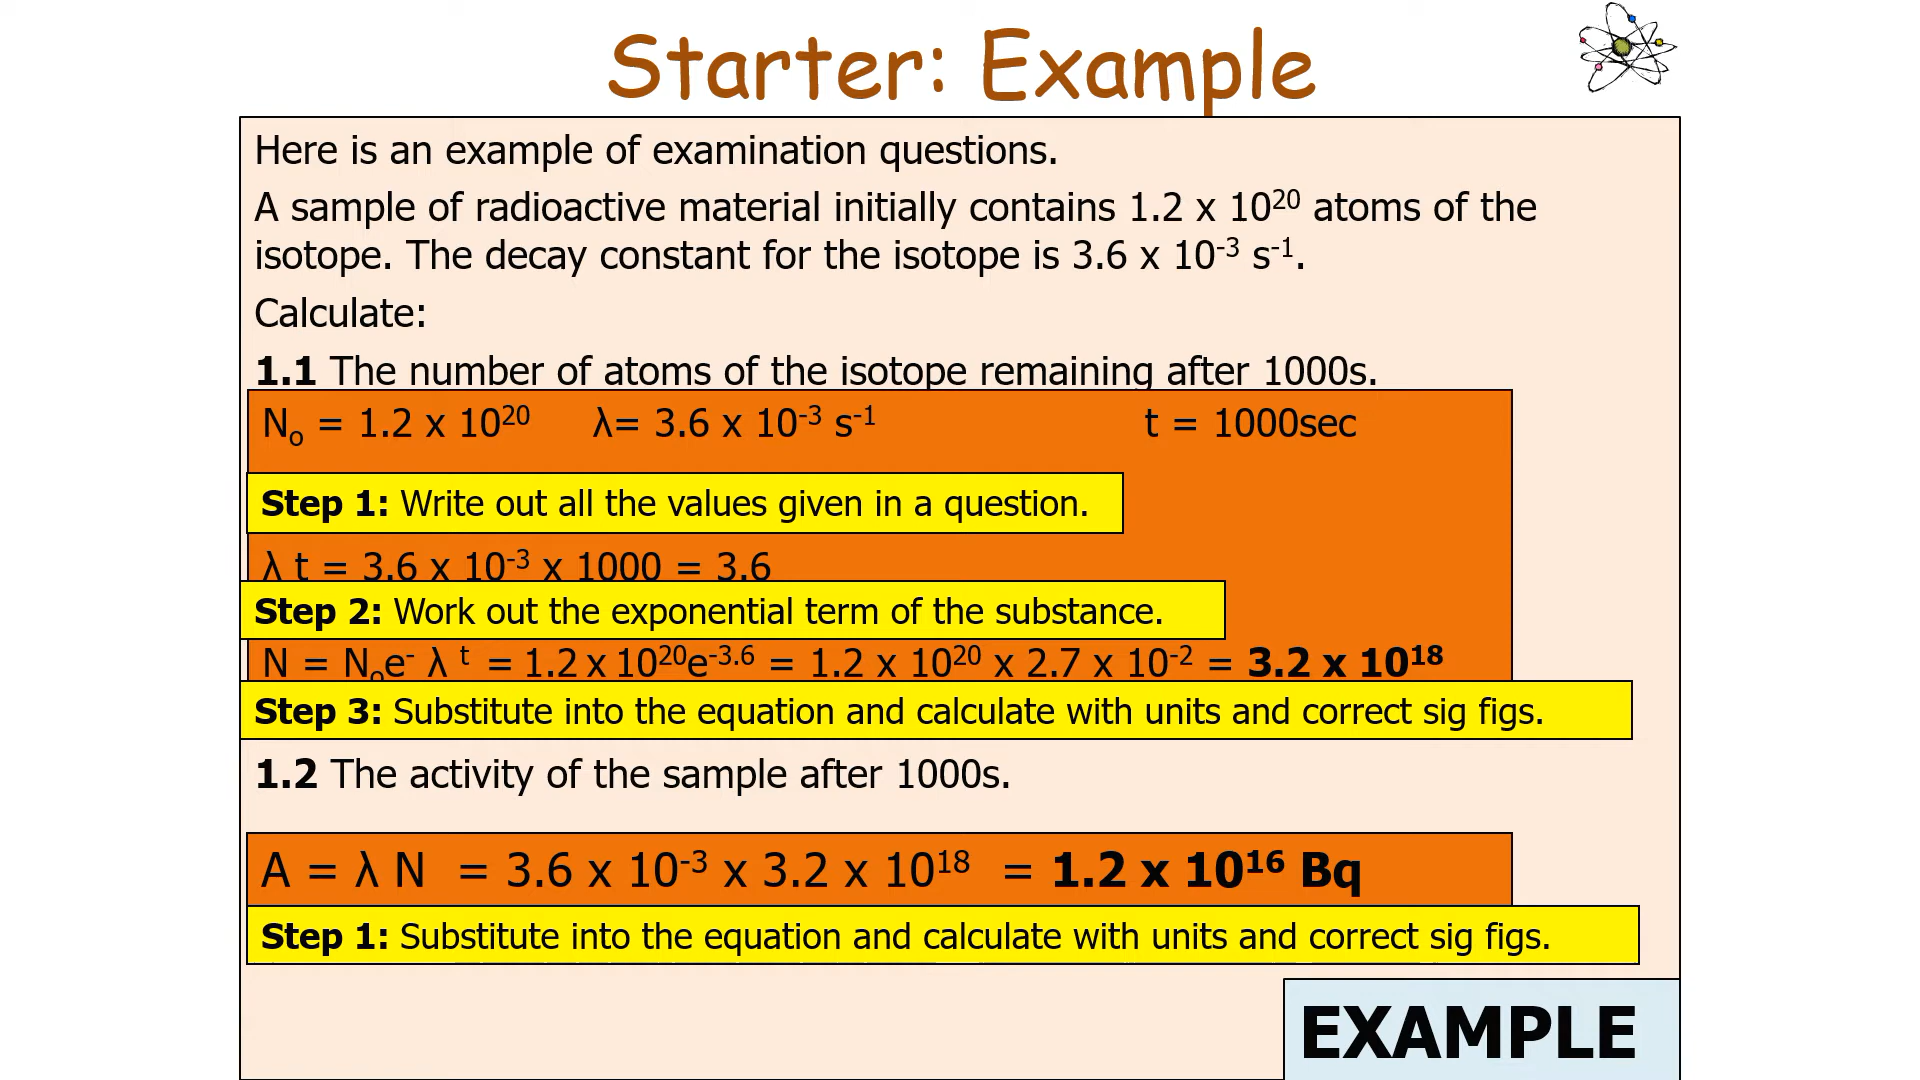 Starter: Example
Here is an example of examination questions.
A sample of radioactive material initially contains 1.2 x 10²⁰ atoms of the
isotope. The decay constant for the isotope is 3.6 x 10⁻³ s⁻¹.
Calculate:
1.1 The number of atoms of the isotope remaining after 1000s.
Nₒ = 1.2 x 10²⁰ λ= 3.6 x 10⁻³ s⁻¹ t = 1000sec
Step 1: Write out all the values given in a question.
λ t = 3.6 x 10⁻³ x 1000 = 3.6
Step 2: Work out the exponential term of the substance.
N = Nₒe⁻ λ ᵗ = 1.2 x 10²⁰e⁻³·⁶ = 1.2 x 10²⁰ x 2.7 x 10⁻² = 3.2 x 10¹⁸
Step 3: Substitute into the equation and calculate with units and correct sig figs.
1.2 The activity of the sample after 1000s.
A = λ N = 3.6 x 10⁻³ x 3.2 x 10¹⁸ = 1.2 x 10¹⁶ Bq
Step 1: Substitute into the equation and calculate with units and correct sig figs.
EXAMPLE